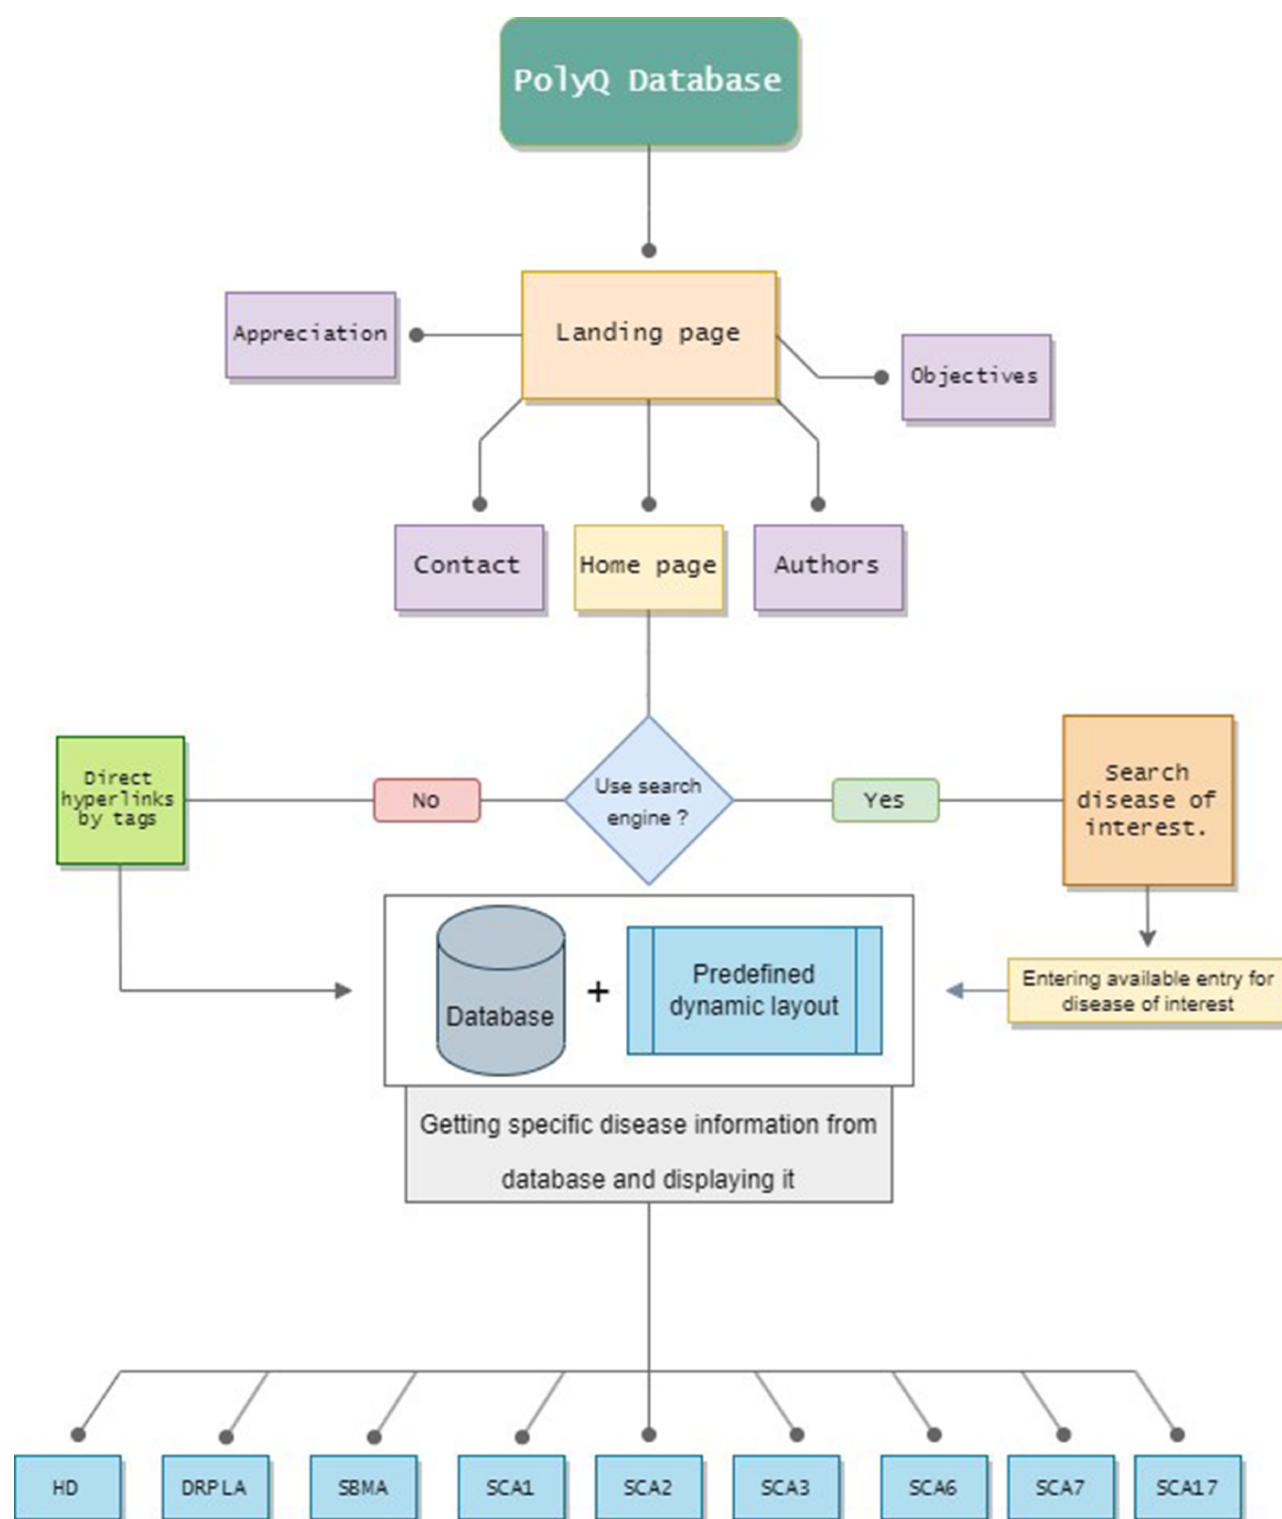 PolyQ Database
Landing page
Appreciation
Objectives
Contact
Home page
Authors
Use search
engine ?
No
Yes
Direct
hyperlinks
by tags
Search
disease of
interest.
Database
+
Predefined
dynamic layout
Entering available entry for
disease of interest
Getting specific disease information from
database and displaying it
HD
DRPLA
SBMA
SCA1
SCA2
SCA3
SCA6
SCA7
SCA17